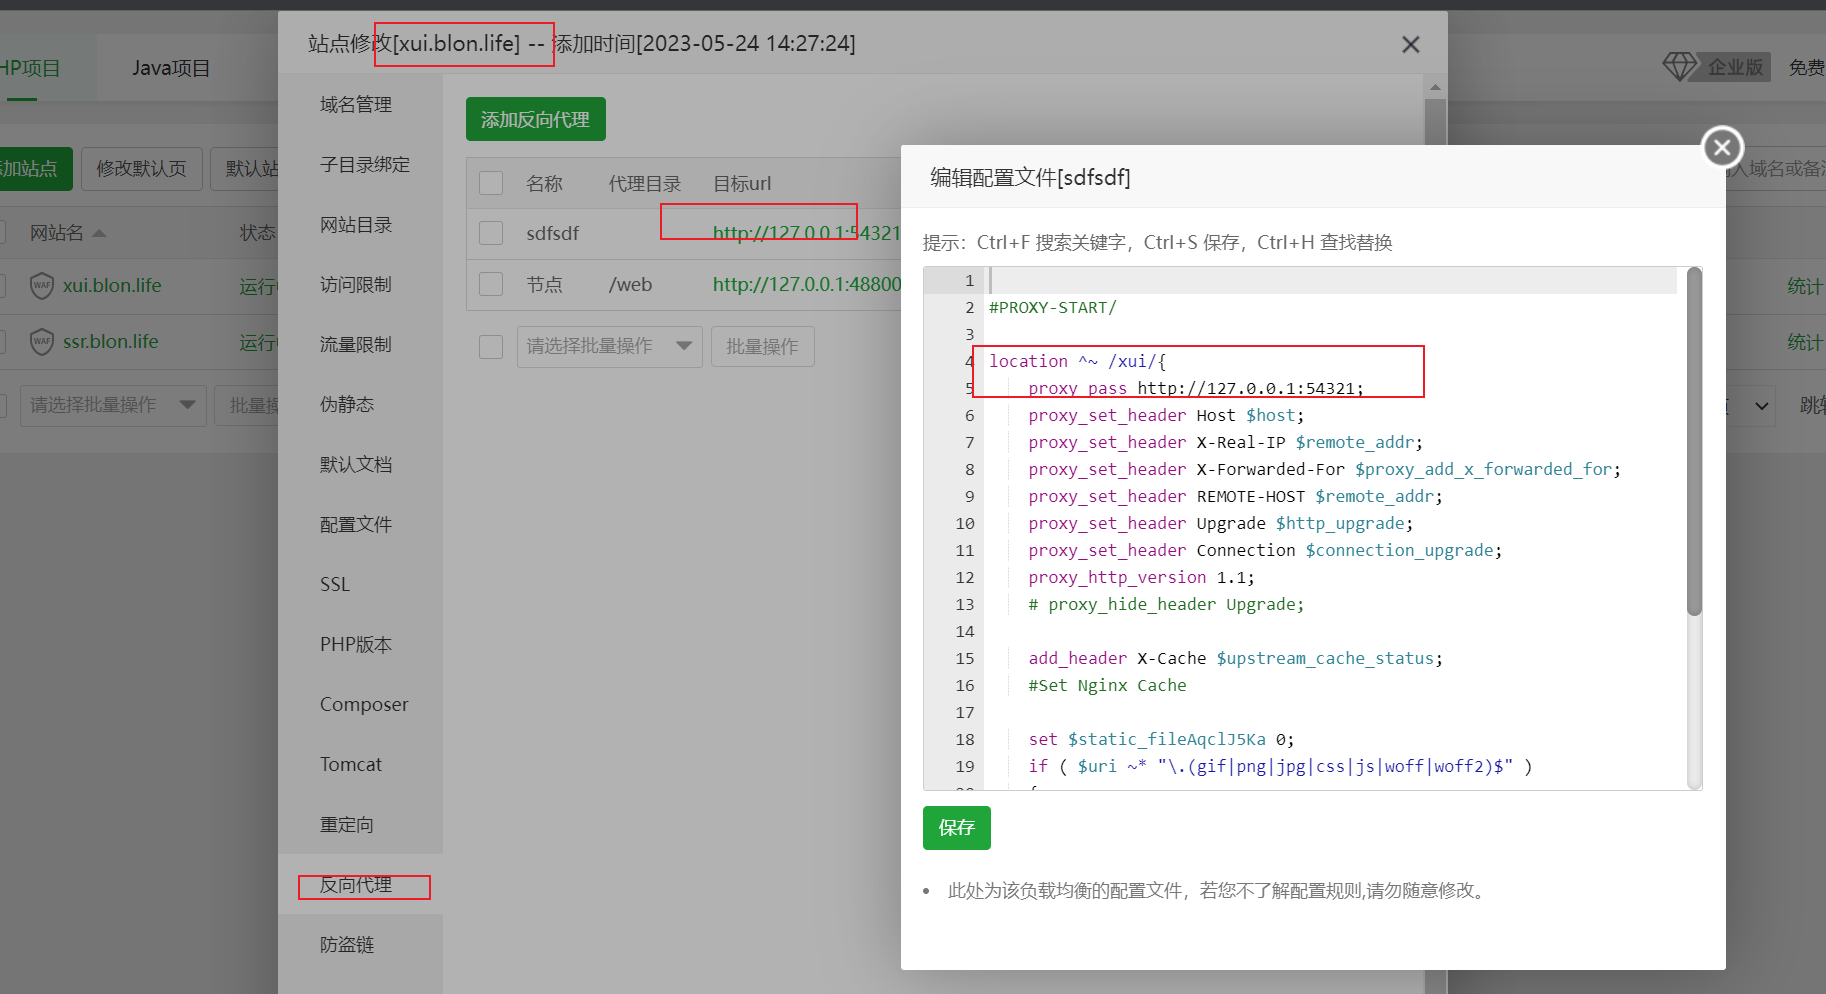 站点修改[xui.blon.life] -- 添加时间[2023-05-24 14:27:24]
HP项目
Java项目
企业版
免费
加站点
修改默认页
默认站
网站名
状态
xui.blon.life
运行
ssr.blon.life
运行
请选择批量操作
批量
域名管理
子目录绑定
网站目录
访问限制
流量限制
伪静态
默认文档
配置文件
SSL
PHP版本
Composer
Tomcat
重定向
反向代理
防盗链
添加反向代理
名称
代理目录
目标url
sdfsdf
http://127.0.0.1:54321
节点
/web
http://127.0.0.1:48800
请选择批量操作
批量操作
编辑配置文件[sdfsdf]
提示：Ctrl+F 搜索关键字，Ctrl+S 保存，Ctrl+H 查找替换
1
2 #PROXY-START/
3
4 location ^~ /xui/{
5 proxy_pass http://127.0.0.1:54321;
6 proxy_set_header Host $host;
7 proxy_set_header X-Real-IP $remote_addr;
8 proxy_set_header X-Forwarded-For $proxy_add_x_forwarded_for;
9 proxy_set_header REMOTE-HOST $remote_addr;
10 proxy_set_header Upgrade $http_upgrade;
11 proxy_set_header Connection $connection_upgrade;
12 proxy_http_version 1.1;
13 # proxy_hide_header Upgrade;
14
15 add_header X-Cache $upstream_cache_status;
16 #Set Nginx Cache
17
18 set $static_fileAqclJ5Ka 0;
19 if ( $uri ~* "\.(gif|png|jpg|css|js|woff|woff2)$" )
保存
• 此处为该负载均衡的配置文件，若您不了解配置规则,请勿随意修改。
入域名或备
统计
统计
跳